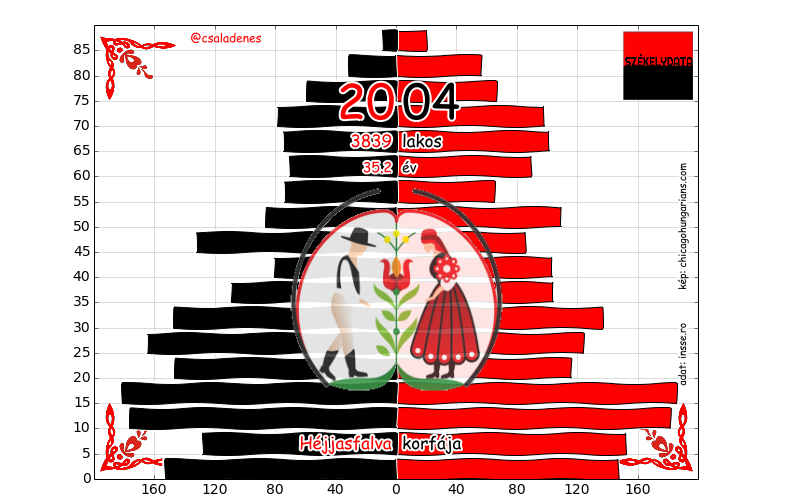 @csaladenes
SZÉKELYDATA
2004
3839 lakos
35,2 év
kép: chicagohungarians.com
adat: insse.ro
Héjjasfalva korfája
85
80
75
70
65
60
55
50
45
40
35
30
25
20
15
10
5
0
160 120 80 40 0 40 80 120 160